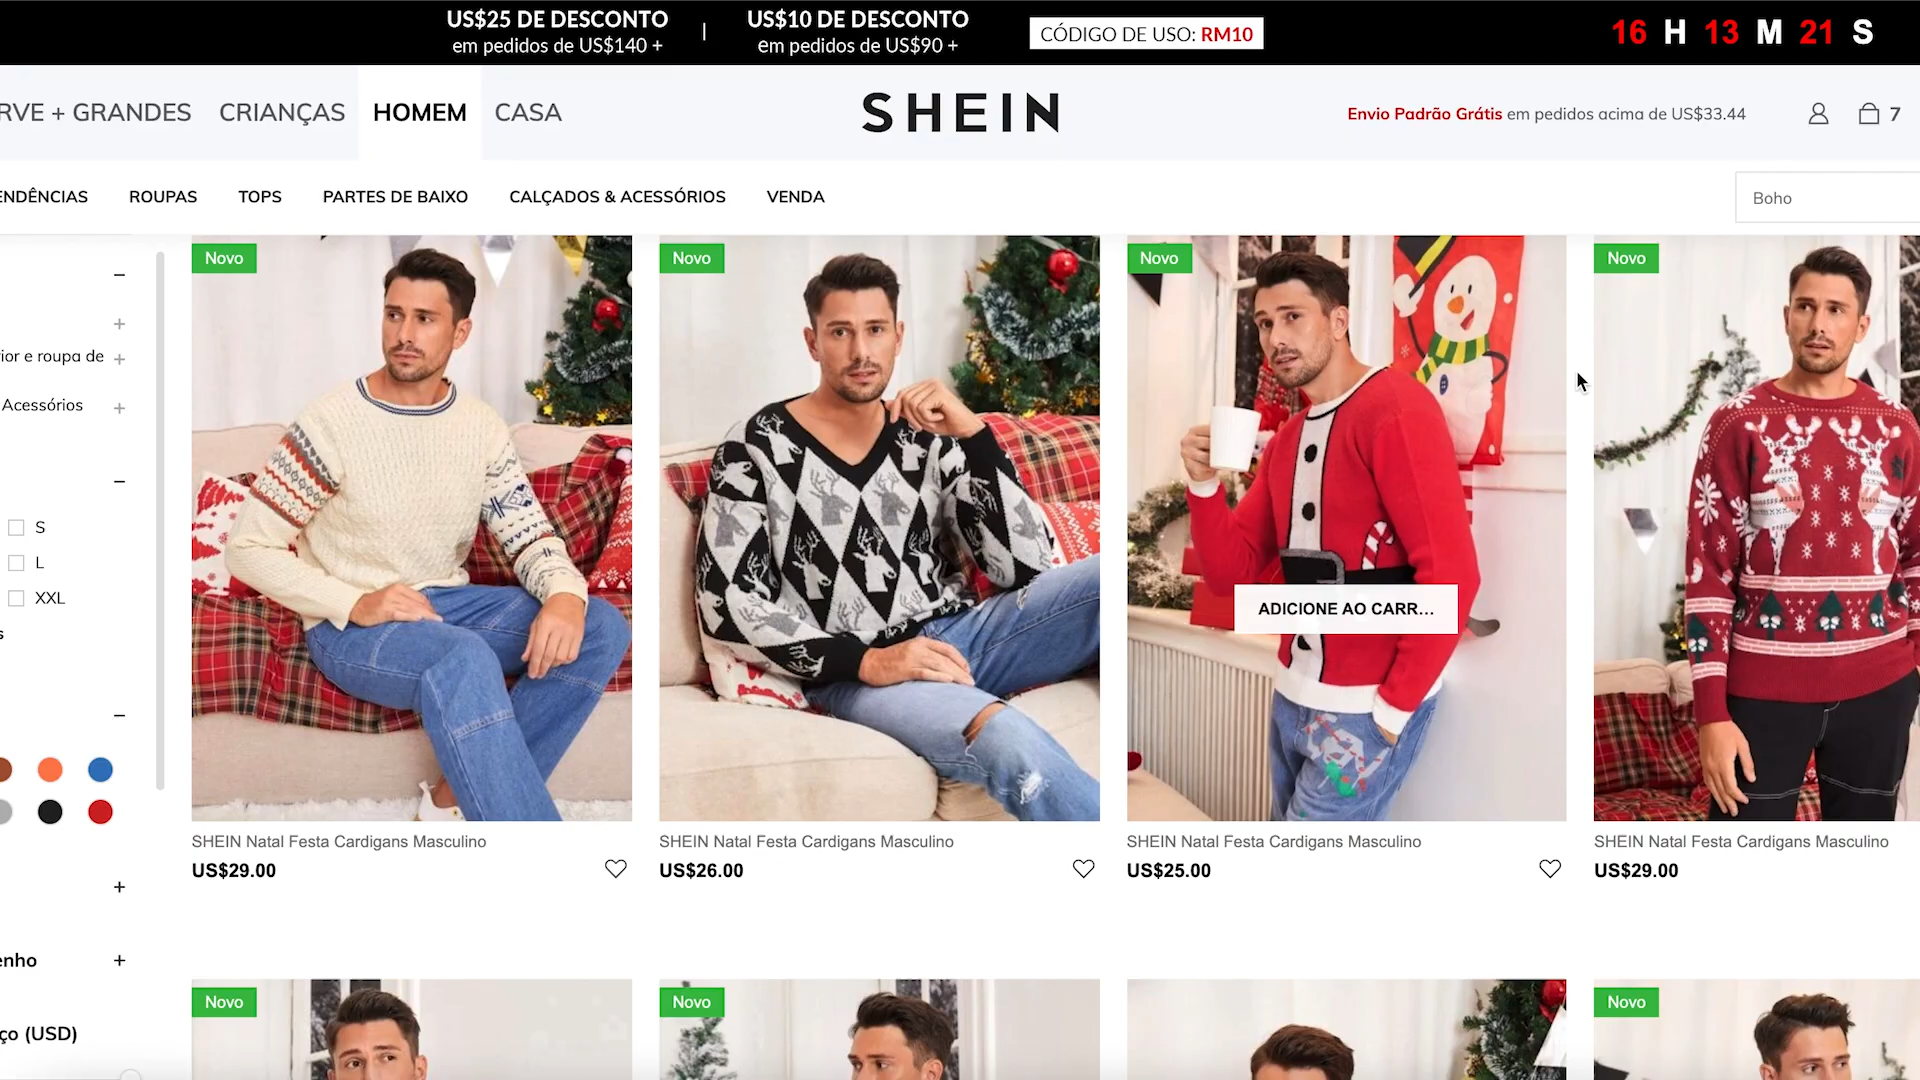 US$25 DE DESCONTO
em pedidos de US$140 +
|
US$10 DE DESCONTO
em pedidos de US$90 +
CÓDIGO DE USO: RM10
16 H 13 M 21 S
RVE + GRANDES
CRIANÇAS
HOMEM
CASA
SHEIN
Envio Padrão Grátis em pedidos acima de US$33.44
7
ENDÊNCIAS
ROUPAS
TOPS
PARTES DE BAIXO
CALÇADOS & ACESSÓRIOS
VENDA
Boho
ior e roupa de
Acessórios
S
L
XXL
s
enho
ço (USD)
Novo
Novo
Novo
Novo
ADICIONE AO CARR...
SHEIN Natal Festa Cardigans Masculino
US$29.00
SHEIN Natal Festa Cardigans Masculino
US$26.00
SHEIN Natal Festa Cardigans Masculino
US$25.00
SHEIN Natal Festa Cardigans Masculino
US$29.00
Novo
Novo
Novo